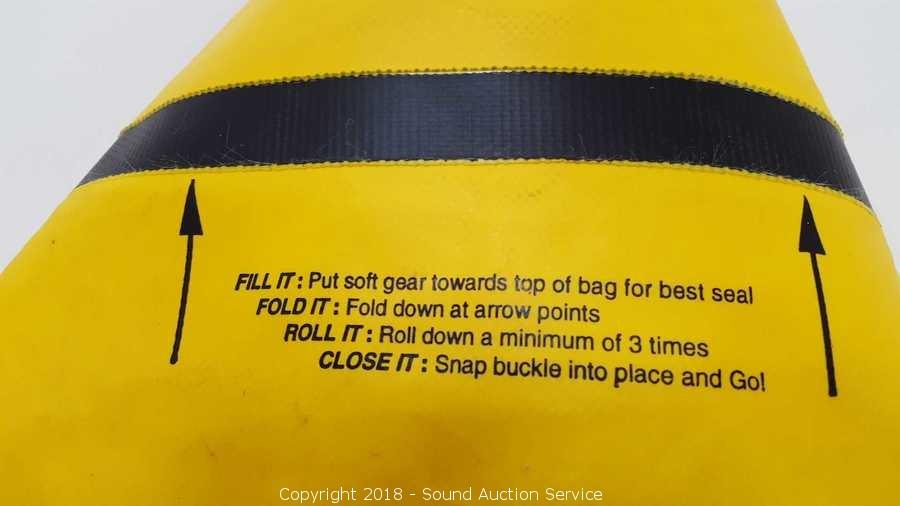 FILL IT : Put soft gear towards top of bag for best seal
FOLD IT : Fold down at arrow points
ROLL IT : Roll down a minimum of 3 times
CLOSE IT : Snap buckle into place and Go!
Copyright 2018 - Sound Auction Service